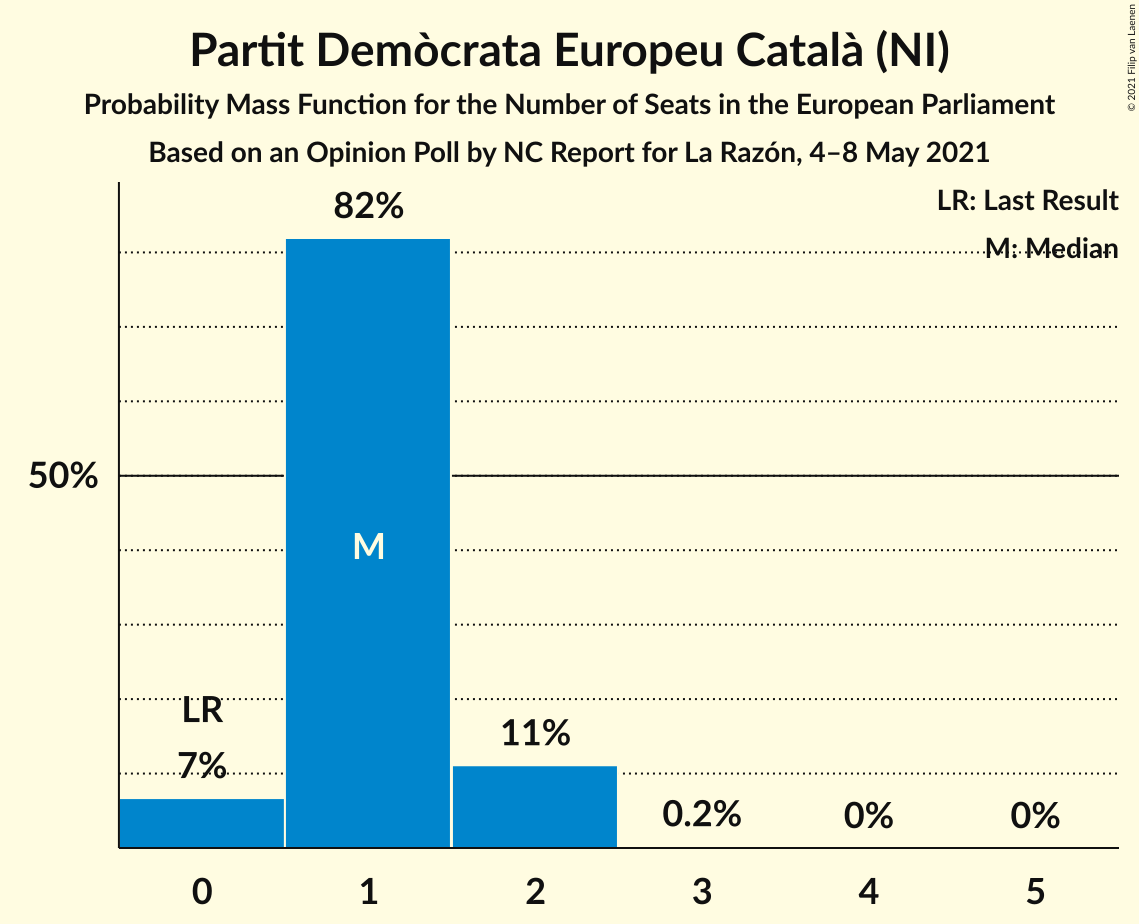 Partit Demòcrata Europeu Català (NI)
Probability Mass Function for the Number of Seats in the European Parliament
Based on an Opinion Poll by NC Report for La Razón, 4–8 May 2021
© 2021 Filip van Laenen
LR: Last Result
M: Median
82%
50%
M
LR
7%
11%
0.2%
0%
0%
0
1
2
3
4
5